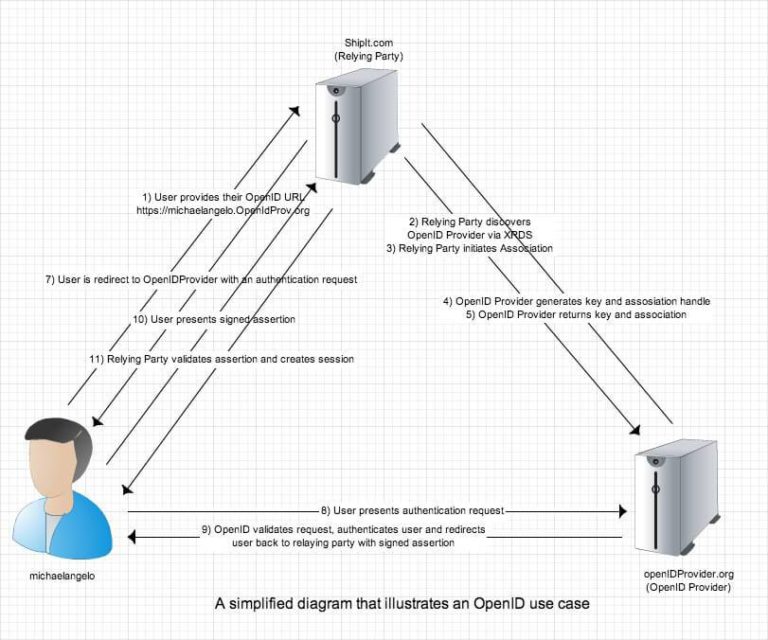 ShipIt.com
(Relying Party)
1) User provides their OpenID URL
https://michaelangelo.OpenIdProv.org
2) Relying Party discovers
OpenID Provider via XRDS
3) Relying Party initiates Association
7) User is redirect to OpenIDProvider with an authentication request
4) OpenID Provider generates key and assosiation handle
5) OpenID Provider returns key and association
10) User presents signed assertion
11) Relying Party validates assertion and creates session
8) User presents authentication request
9) OpenID validates request, authenticates user and redirects
user back to relaying party with signed assertion
michaelangelo
openIDProvider.org
(OpenID Provider)
A simplified diagram that illustrates an OpenID use case